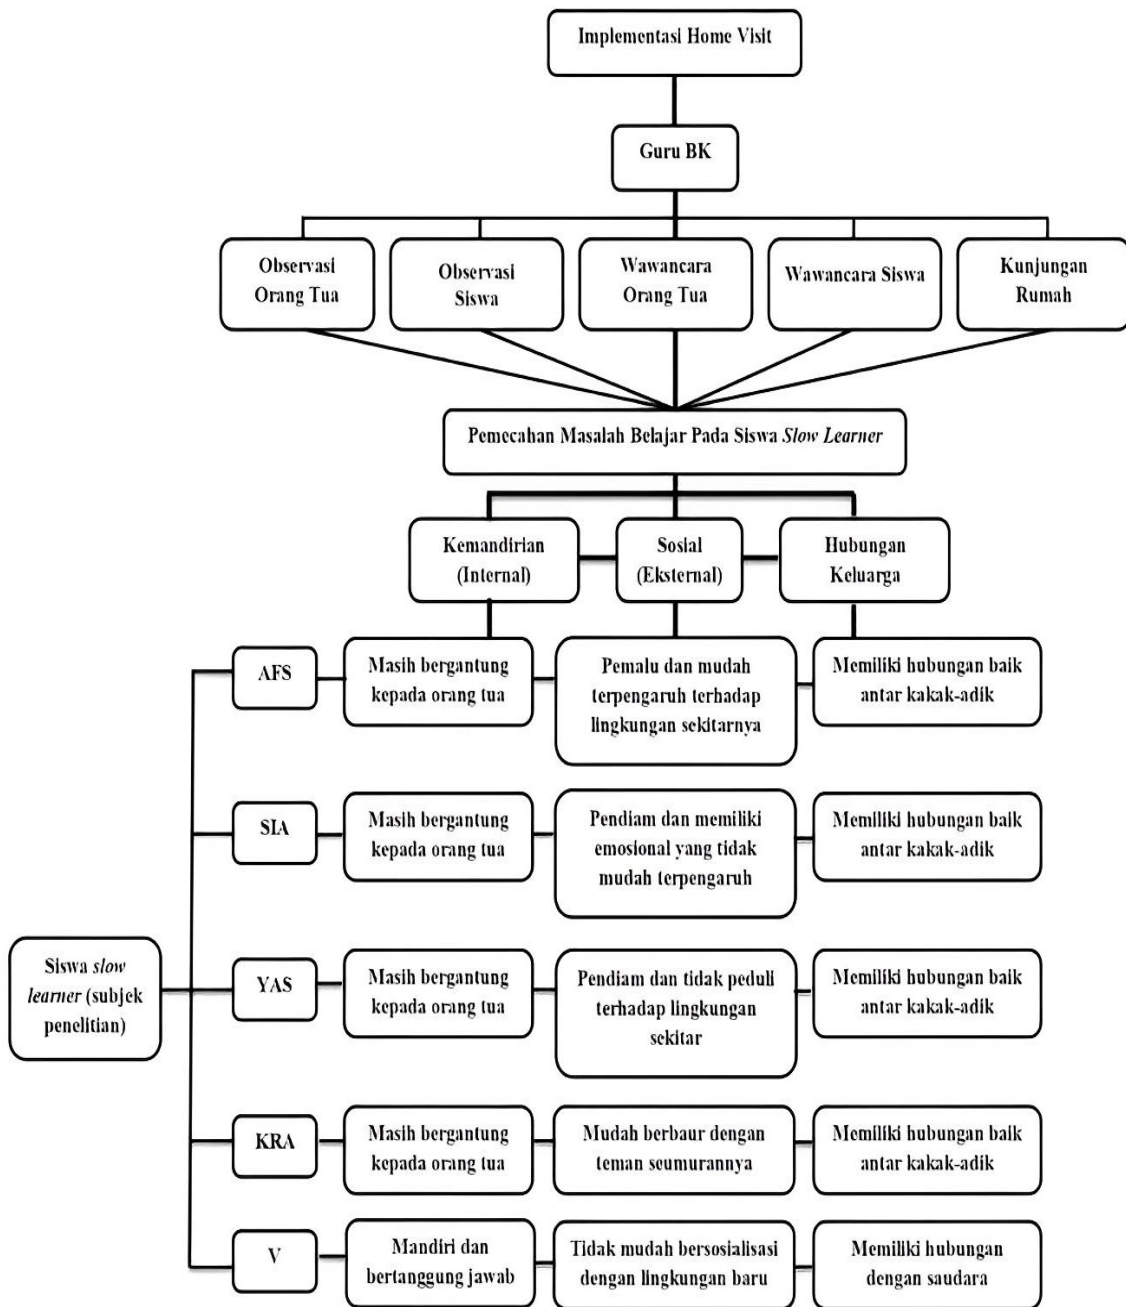 Implementasi Home Visit
Guru BK
Observasi
Orang Tua
Observasi
Siswa
Wawancara
Orang Tua
Wawancara Siswa
Kunjungan
Rumah
Pemecahan Masalah Belajar Pada Siswa Slow Learner
Kemandirian
(Internal)
Sosial
(Eksternal)
Hubungan
Keluarga
AFS
Masih bergantung
kepada orang tua
Pemalu dan mudah
terpengaruh terhadap
lingkungan sekitarnya
Memiliki hubungan baik
antar kakak-adik
SIA
Masih bergantung
kepada orang tua
Pendiam dan memiliki
emosional yang tidak
mudah terpengaruh
Memiliki hubungan baik
antar kakak-adik
Siswa slow
learner (subjek
penelitian)
YAS
Masih bergantung
kepada orang tua
Pendiam dan tidak peduli
terhadap lingkungan
sekitar
Memiliki hubungan baik
antar kakak-adik
KRA
Masih bergantung
kepada orang tua
Mudah berbaur dengan
teman seumurannya
Memiliki hubungan baik
antar kakak-adik
V
Mandiri dan
bertanggung jawab
Tidak mudah bersosialisasi
dengan lingkungan baru
Memiliki hubungan
dengan saudara